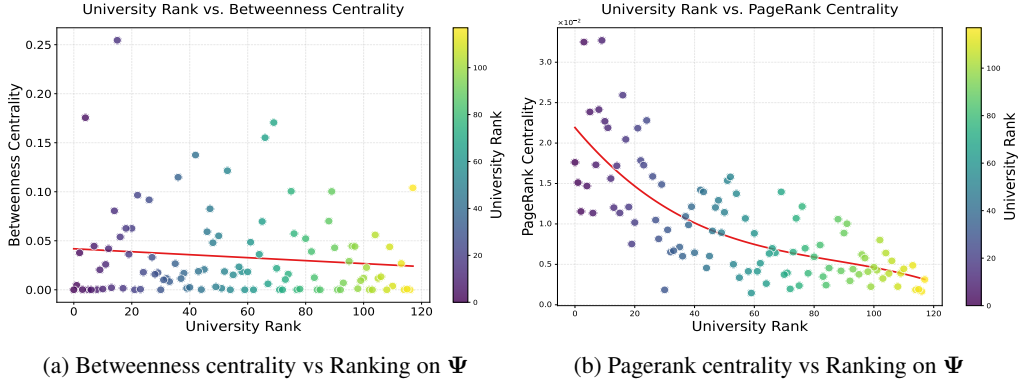 University Rank vs. Betweenness Centrality
0.25
0.20
0.15
0.10
0.05
0.00
Betweenness Centrality
0 20 40 60 80 100 120
University Rank
100
80
60
40
20
0
University Rank
(a) Betweenness centrality vs Ranking on Ψ
University Rank vs. PageRank Centrality
×10⁻²
3.0
2.5
2.0
1.5
1.0
0.5
0.0
PageRank Centrality
0 20 40 60 80 100 120
University Rank
100
80
60
40
20
0
University Rank
(b) Pagerank centrality vs Ranking on Ψ